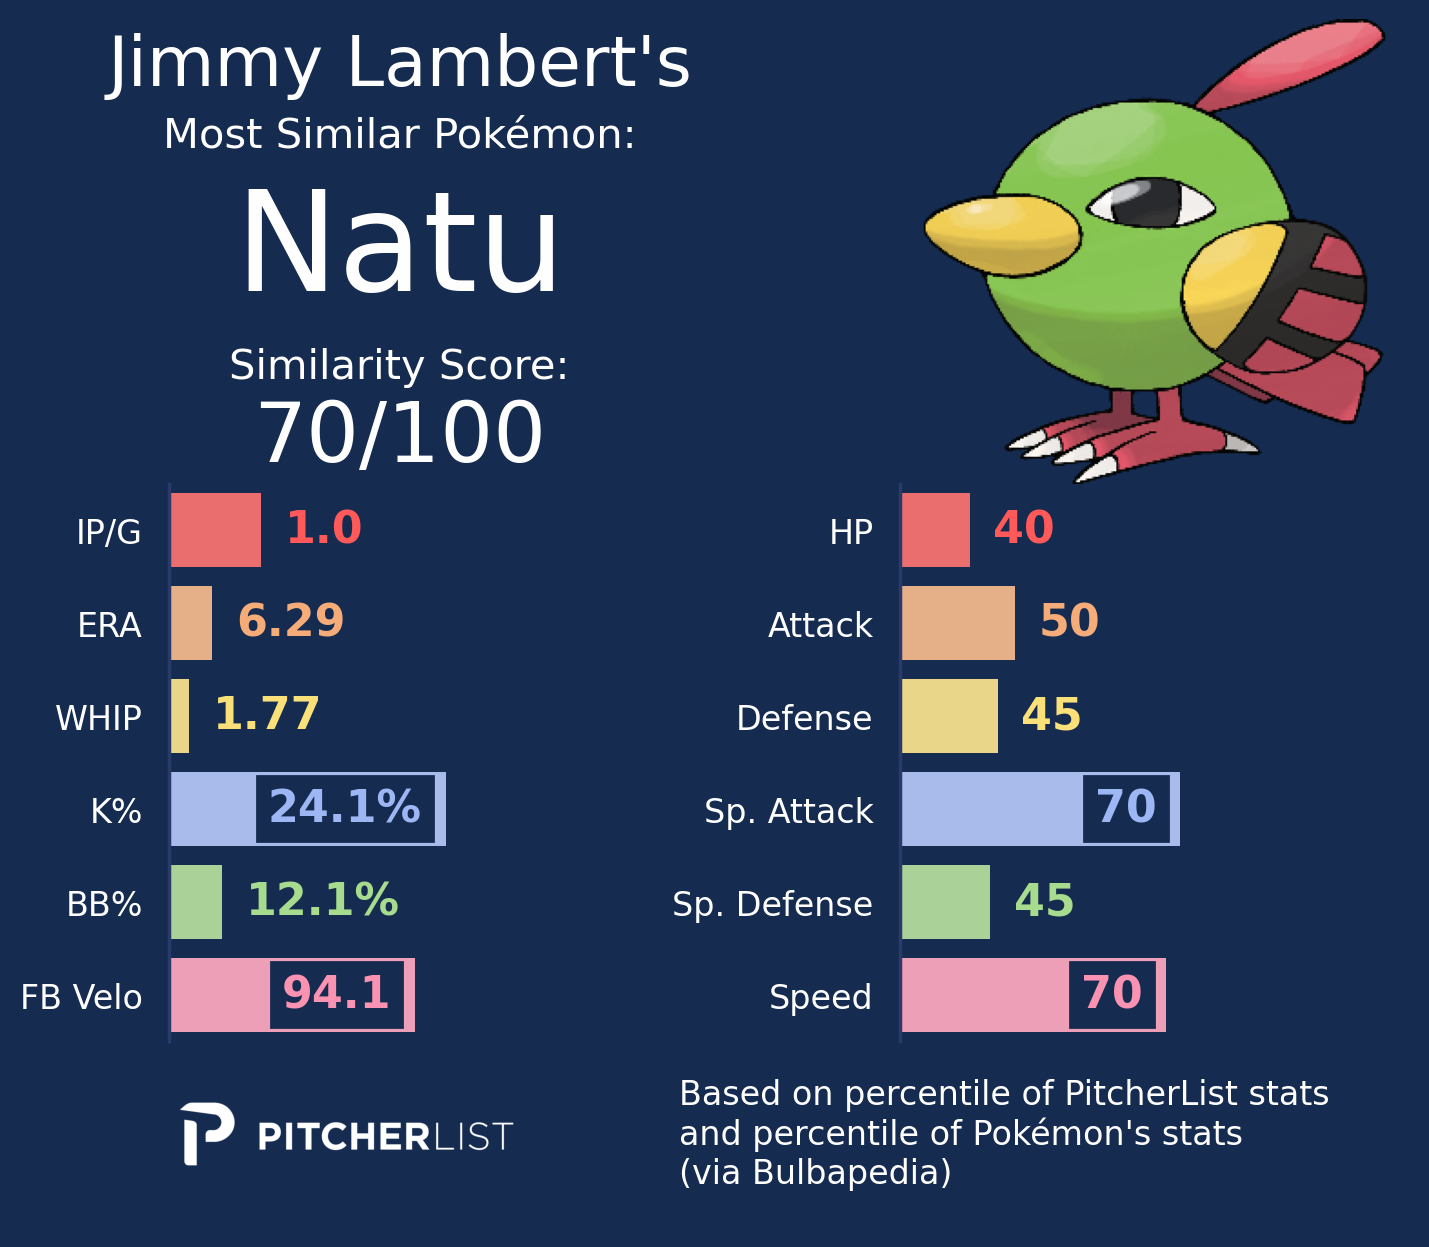 Jimmy Lambert's
Most Similar Pokémon:
Natu
Similarity Score:
70/100
IP/G 1.0
ERA 6.29
WHIP 1.77
K% 24.1%
BB% 12.1%
FB Velo 94.1
HP 40
Attack 50
Defense 45
Sp. Attack 70
Sp. Defense 45
Speed 70
PITCHERLIST
Based on percentile of PitcherList stats
and percentile of Pokémon's stats
(via Bulbapedia)